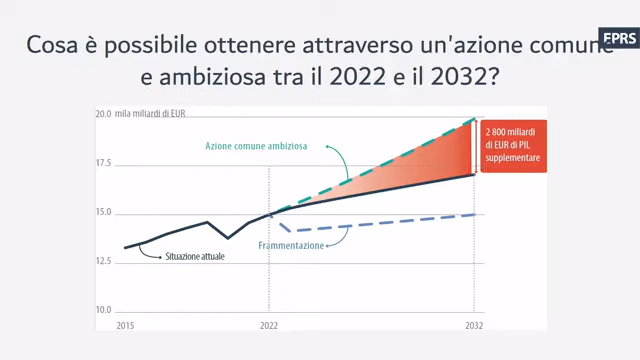 EPRS
Cosa è possibile ottenere attraverso un'azione comune
e ambiziosa tra il 2022 e il 2032?
20.0 mila miliardi di EUR
Azione comune ambiziosa
2 800 miliardi
di EUR di PIL
supplementare
17.5
15.0
Frammentazione
Situazione attuale
12.5
10.0
2015 2022 2032